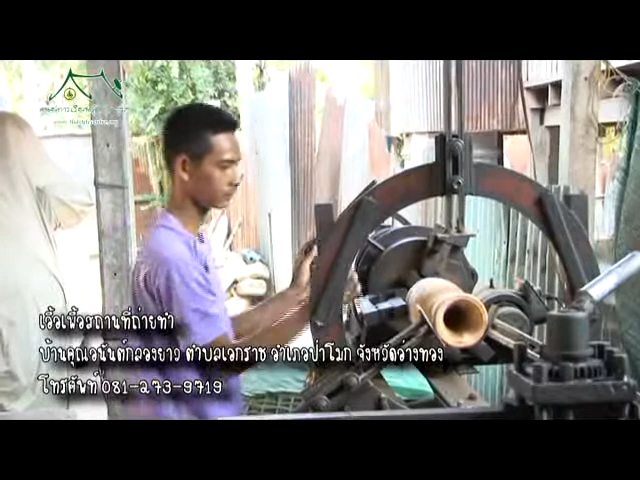 เอื้อเฟื้อสถานที่ถ่ายทำ
บ้านคุณอนันต์กลองยาว ตำบลเอกราช อำเภอป่าโมก จังหวัดอ่างทอง
โทรศัพท์ 081-273-9719